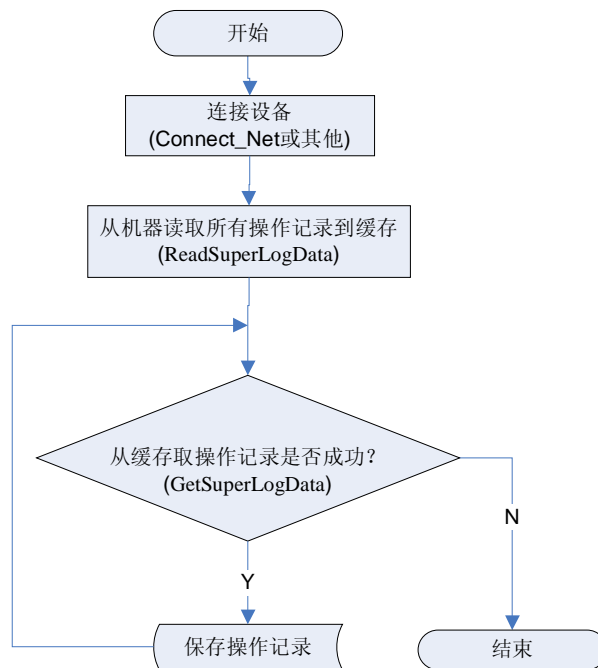 开始
连接设备
(Connect_Net或其他)
从机器读取所有操作记录到缓存
(ReadSuperLogData)
从缓存取操作记录是否成功？
(GetSuperLogData)
N
Y
保存操作记录
结束